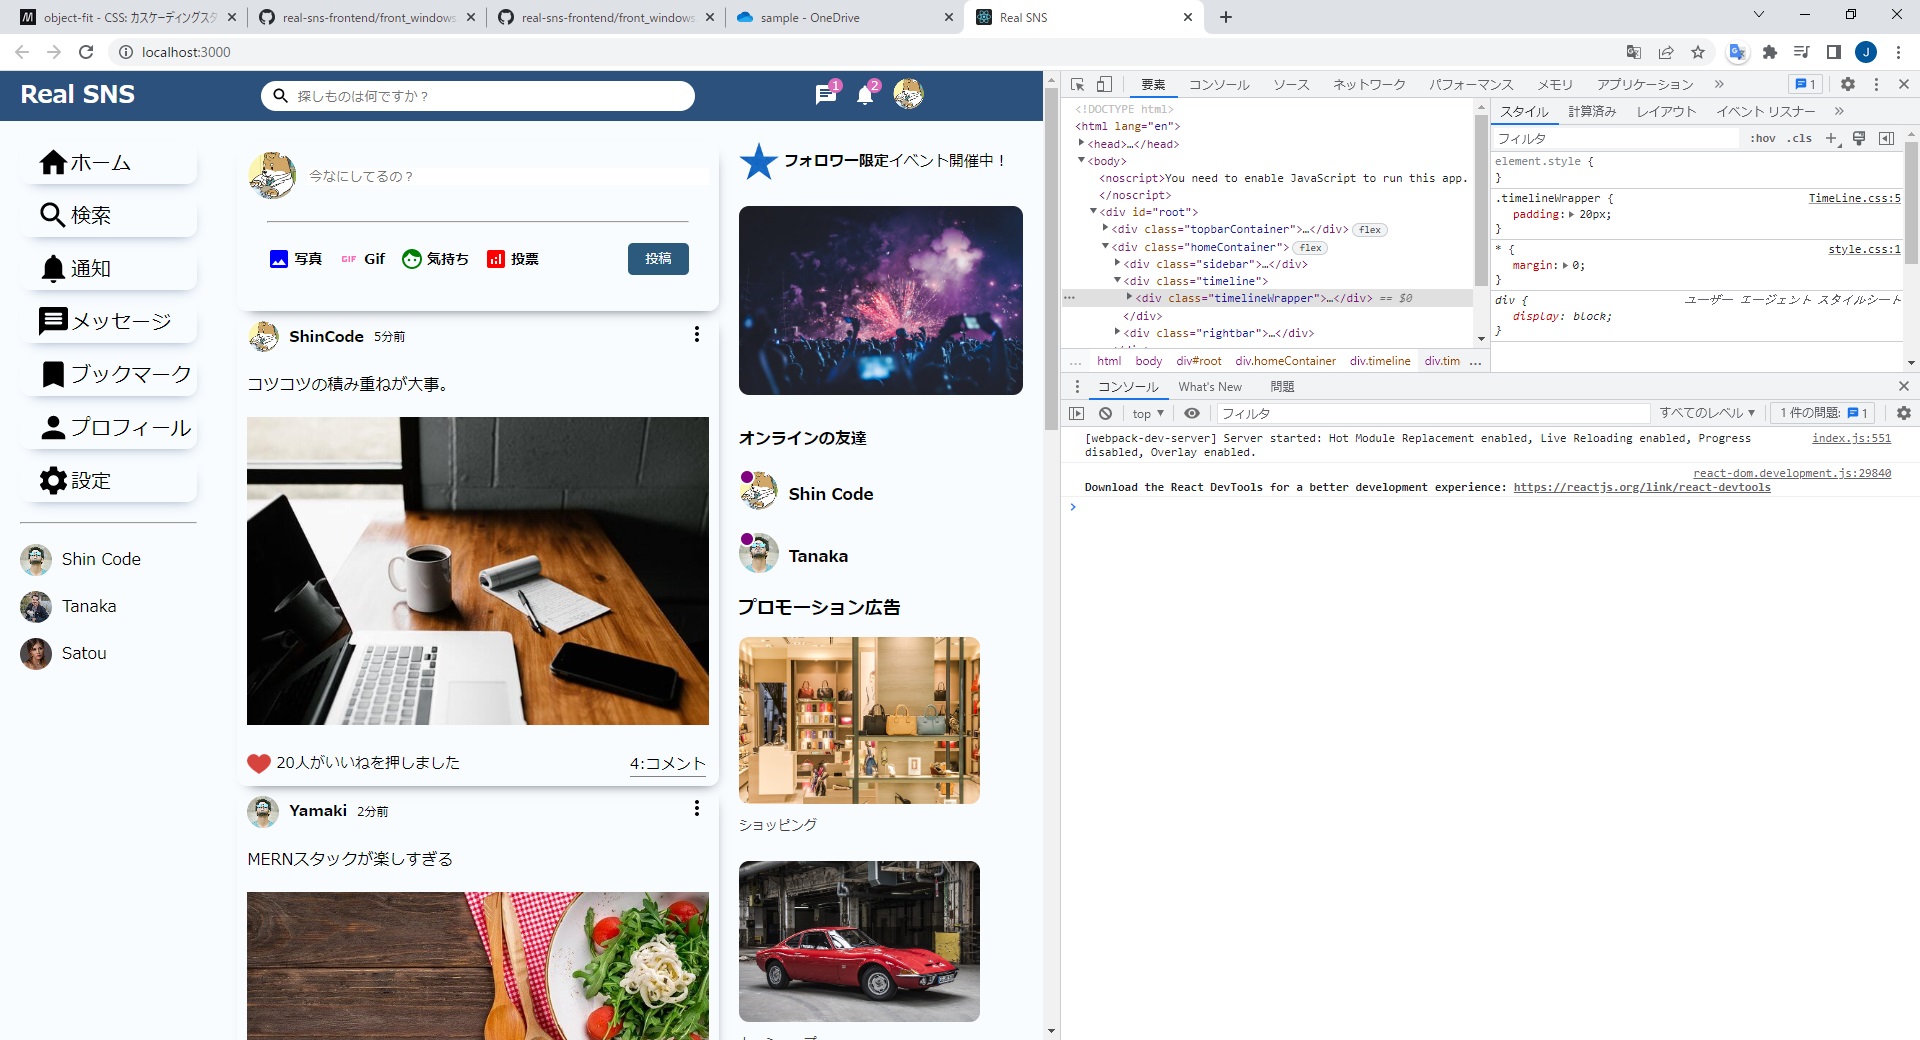 object-fit - CSS: カスケーディングスタ
real-sns-frontend/front_windows
real-sns-frontend/front_windows
sample - OneDrive
Real SNS
localhost:3000
J
Real SNS
探しものは何ですか？
1
2
ホーム
検索
通知
メッセージ
ブックマーク
プロフィール
設定
Shin Code
Tanaka
Satou
今なにしてるの？
写真
GIF Gif
気持ち
投票
投稿
ShinCode 5分前
コツコツの積み重ねが大事。
20人がいいねを押しました
4:コメント
Yamaki 2分前
MERNスタックが楽しすぎる
フォロワー限定イベント開催中！
オンラインの友達
Shin Code
Tanaka
プロモーション広告
ショッピング
要素 コンソール ソース ネットワーク パフォーマンス メモリ アプリケーション » 1
<!DOCTYPE html>
<html lang="en">
<head>…</head>
<body>
<noscript>You need to enable JavaScript to run this app.
</noscript>
<div id="root">
<div class="topbarContainer">…</div> flex
<div class="homeContainer"> flex
<div class="sidebar">…</div>
<div class="timeline">
… <div class="timelineWrapper">…</div> == $0
</div>
<div class="rightbar">…</div>
… html body div#root div.homeContainer div.timeline div.tim …
スタイル 計算済み レイアウト イベント リスナー »
フィルタ :hov .cls +
element.style {
}
.timelineWrapper { TimeLine.css:5
padding: 20px;
}
* { style.css:1
margin: 0;
}
div { ユーザー エージェント スタイルシート
display: block;
}
コンソール What's New 問題
top フィルタ すべてのレベル 1 件の問題: 1
[webpack-dev-server] Server started: Hot Module Replacement enabled, Live Reloading enabled, Progress index.js:551
disabled, Overlay enabled.
react-dom.development.js:29840
Download the React DevTools for a better development experience: https://reactjs.org/link/react-devtools